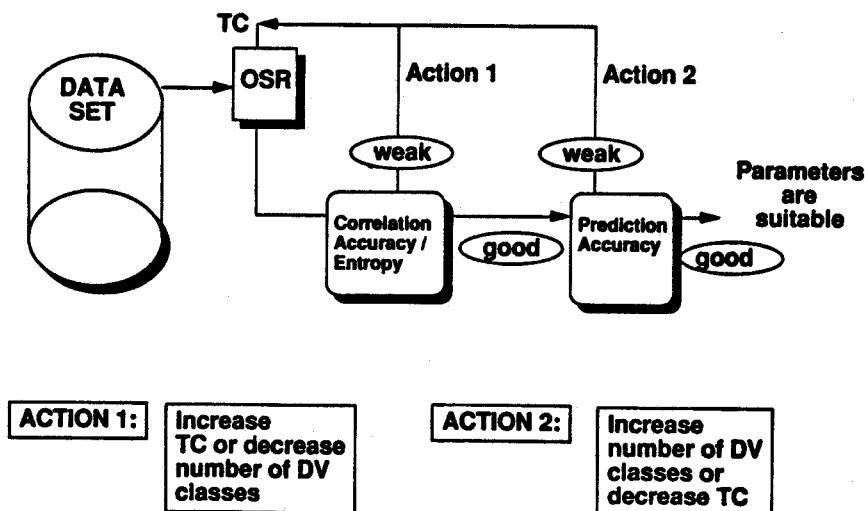 TC
DATA
SET
OSR
Action 1
Action 2
weak
weak
Parameters
are
suitable
Correlation
Accuracy /
Entropy
good
Prediction
Accuracy
good
ACTION 1:
Increase
TC or decrease
number of DV
classes
ACTION 2:
Increase
number of DV
classes or
decrease TC